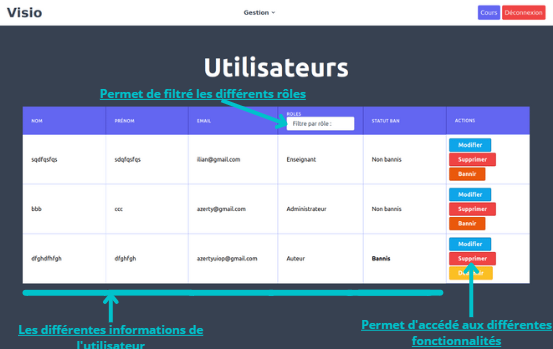 Visio
Gestion
Cours
Déconnexion
Utilisateurs
Permet de filtré les différents rôles
NOM
PRÉNOM
EMAIL
ROLES
Filtre par rôle :
STATUT BAN
ACTIONS
sqdfqsfqs
sdgfqsfqs
ilian@gmail.com
Enseignant
Non bannis
Modifier
Supprimer
Bannir
bbb
ccc
azerty@gmail.com
Administrateur
Non bannis
Modifier
Supprimer
Bannir
dfghdfhfgh
dfghfgh
azertyuiop@gmail.com
Auteur
Bannis
Modifier
Supprimer
Les différentes informations de
l'utilisateur
Permet d'accédé aux différentes
fonctionnalités